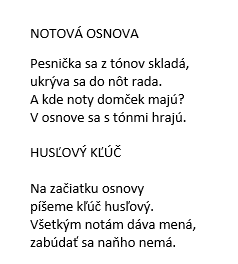 NOTOVÁ OSNOVA
Pesnička sa z tónov skladá,
ukrýva sa do nôt rada.
A kde noty domček majú?
V osnove sa s tónmi hrajú.
HUSĽOVÝ KĽÚČ
Na začiatku osnovy
píšeme kľúč husľový.
Všetkým notám dáva mená,
zabúdať sa naňho nemá.